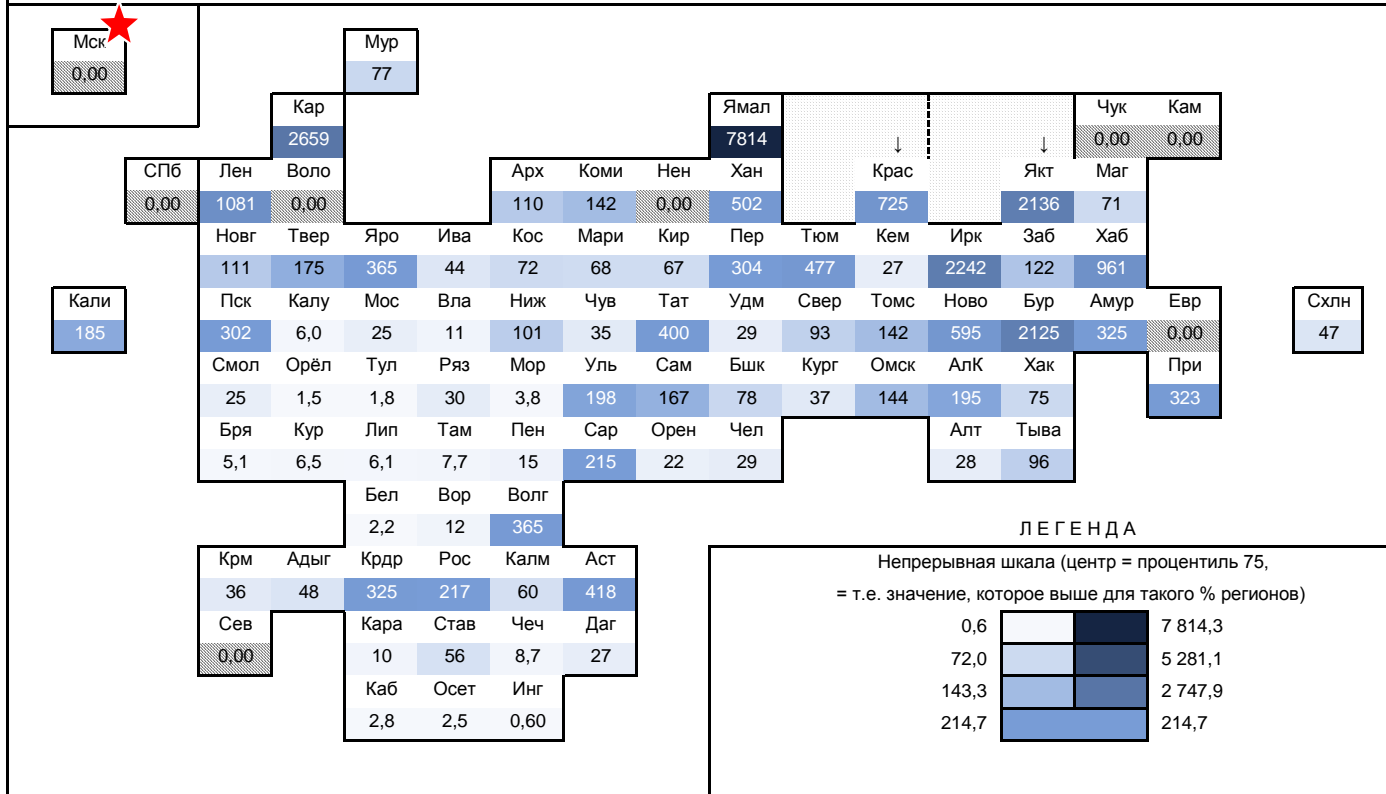 Мск Мур
0,00 77
Кар Ямал Чук Кам
2659 7814 ↓ ↓ 0,00 0,00
СПб Лен Воло Арх Коми Нен Хан Крас Якт Маг
0,00 1081 0,00 110 142 0,00 502 725 2136 71
Новг Твер Яро Ива Кос Мари Кир Пер Тюм Кем Ирк Заб Хаб
111 175 365 44 72 68 67 304 477 27 2242 122 961
Кали Пск Калу Мос Вла Ниж Чув Тат Удм Свер Томс Ново Бур Амур Евр Схлн
185 302 6,0 25 11 101 35 400 29 93 142 595 2125 325 0,00 47
Смол Орёл Тул Ряз Мор Уль Сам Бшк Кург Омск АлК Хак При
25 1,5 1,8 30 3,8 198 167 78 37 144 195 75 323
Бря Кур Лип Там Пен Сар Орен Чел Алт Тыва
5,1 6,5 6,1 7,7 15 215 22 29 28 96
Бел Вор Волг
2,2 12 365
Крм Адыг Крдр Рос Калм Аст
36 48 325 217 60 418
Сев Кара Став Чеч Даг
0,00 10 56 8,7 27
Каб Осет Инг
2,8 2,5 0,60
ЛЕГЕНДА
Непрерывная шкала (центр = процентиль 75,
= т.е. значение, которое выше для такого % регионов)
0,6 7 814,3
72,0 5 281,1
143,3 2 747,9
214,7 214,7